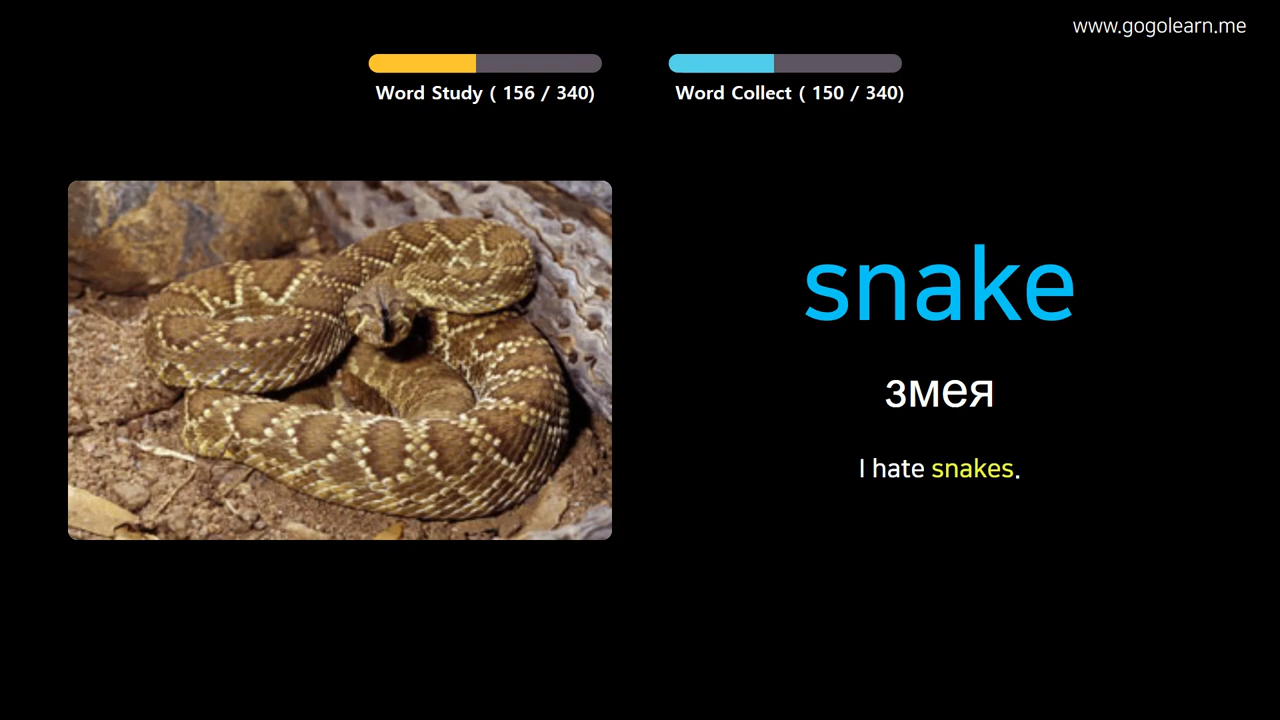 www.gogolearn.me
Word Study ( 156 / 340)
Word Collect ( 150 / 340)
snake
змея
I hate snakes.